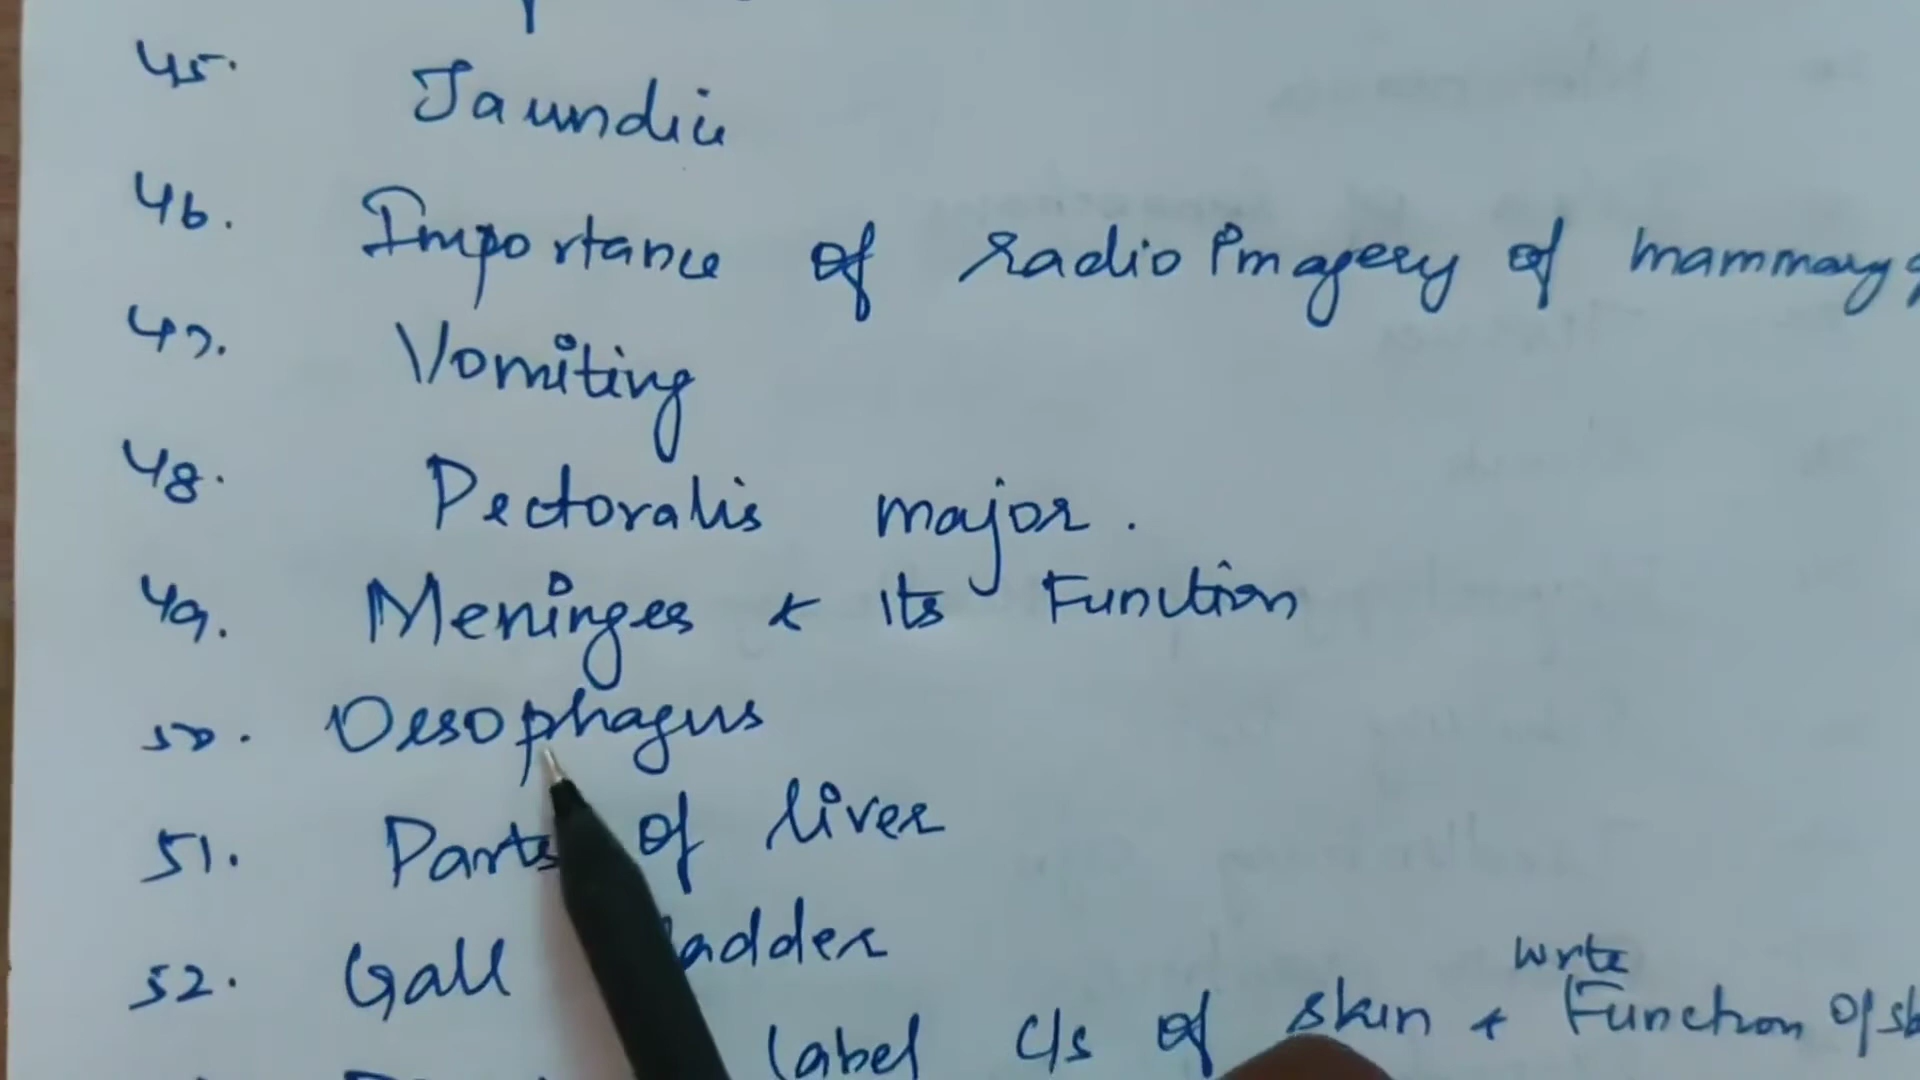 45. Jaundice
46. Importance of radio imagery of mammary
47. Vomiting
48. Pectoralis major.
49. Meninges & its Function
50. Oesophagus
51. Parts of liver
52. Gall adder
write
label c/s of skin & Function of sk